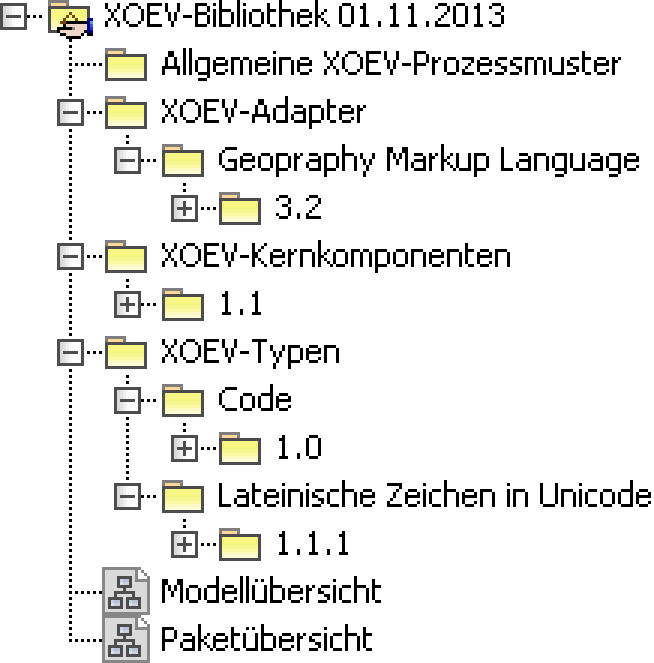 XOEV-Bibliothek 01.11.2013
Allgemeine XOEV-Prozessmuster
XOEV-Adapter
Geopraphy Markup Language
3.2
XOEV-Kernkomponenten
1.1
XOEV-Typen
Code
1.0
Lateinische Zeichen in Unicode
1.1.1
Modellübersicht
Paketübersicht